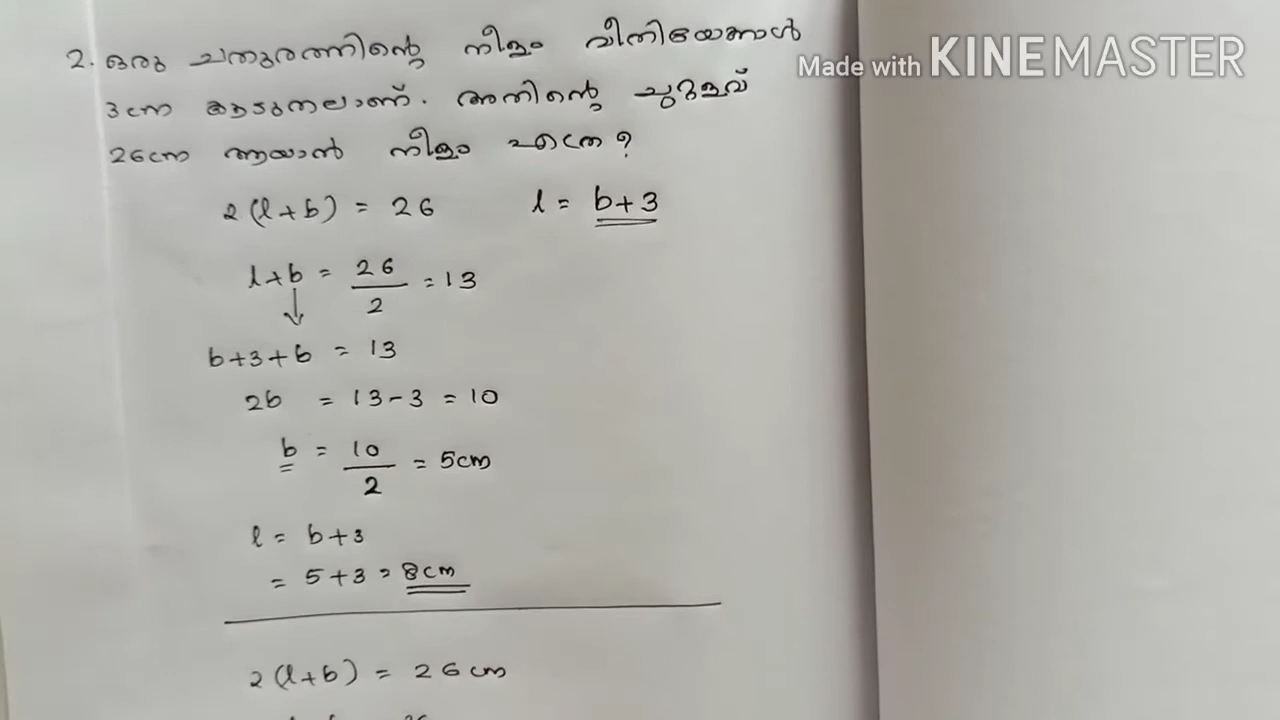 2. ഒരു ചതുരത്തിന്റെ നീളം വീതിയേക്കാൾ
Made with KINEMASTER
3cm കൂടുതലാണ്. അതിന്റെ ചുറ്റളവ്
26cm ആയാൽ നീളം എത്ര?
2(l+b) = 26 l = b+3
l+b = 26/2 = 13
b+3+b = 13
2b = 13-3 = 10
b = 10/2 = 5cm
l = b+3
= 5+3 = 8cm
2(l+b) = 26cm